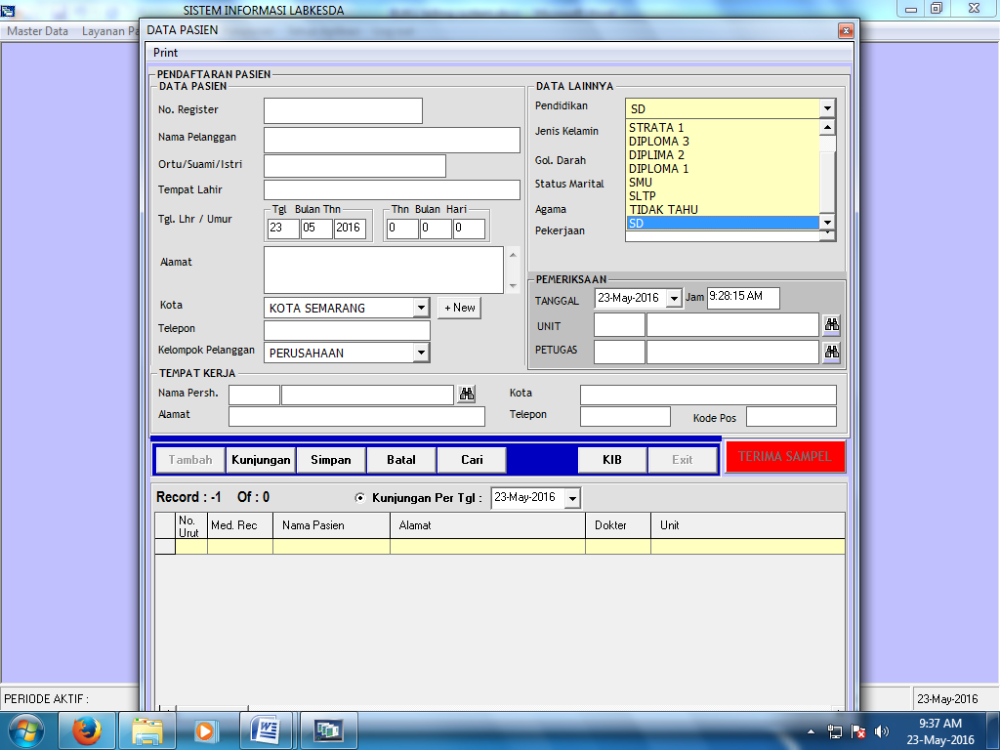 SISTEM INFORMASI LABKESDA
Master Data Layanan Pa
DATA PASIEN
Print
PENDAFTARAN PASIEN
DATA PASIEN
No. Register
Nama Pelanggan
Ortu/Suami/Istri
Tempat Lahir
Tgl. Lhr / Umur
Tgl Bulan Thn
23 05 2016
Thn Bulan Hari
0 0 0
Alamat
Kota KOTA SEMARANG + New
Telepon
Kelompok Pelanggan PERUSAHAAN
DATA LAINNYA
Pendidikan SD
Jenis Kelamin
Gol. Darah
Status Marital
Agama
Pekerjaan
STRATA 1
DIPLOMA 3
DIPLIMA 2
DIPLOMA 1
SMU
SLTP
TIDAK TAHU
SD
PEMERIKSAAN
TANGGAL 23-May-2016 Jam 9:28:15 AM
UNIT
PETUGAS
TEMPAT KERJA
Nama Persh. Kota
Alamat Telepon Kode Pos
Tambah Kunjungan Simpan Batal Cari KIB Exit TERIMA SAMPEL
Record : -1 Of : 0 Kunjungan Per Tgl : 23-May-2016
No. Urut Med. Rec Nama Pasien Alamat Dokter Unit
PERIODE AKTIF : 23-May-2016
9:37 AM
23-May-2016